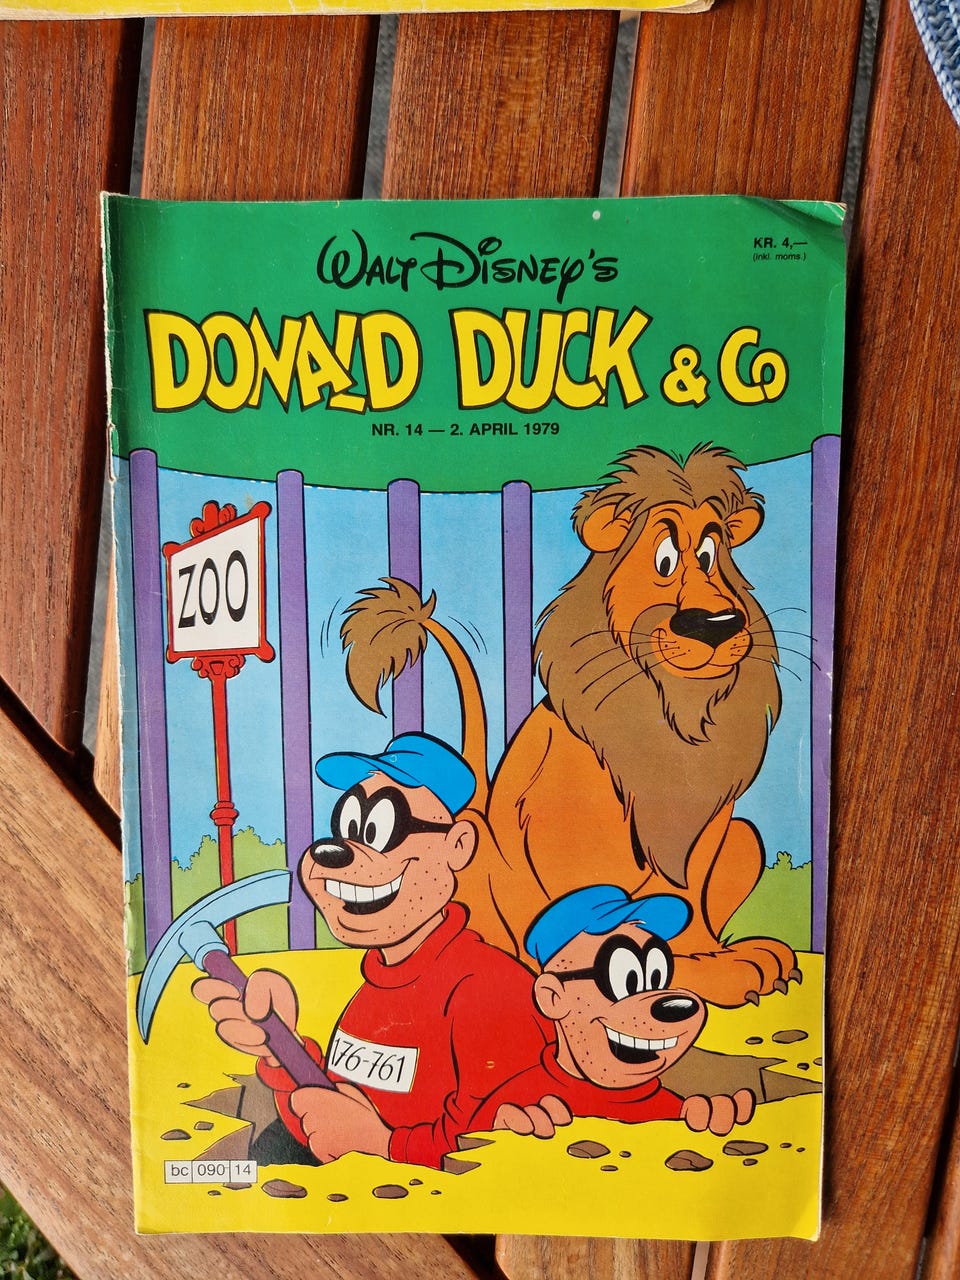 WALT DISNEY'S
KR. 4,—
(inkl. moms.)
DONALD DUCK & Co
NR. 14 — 2. APRIL 1979
ZOO
176-761
bc 090-14